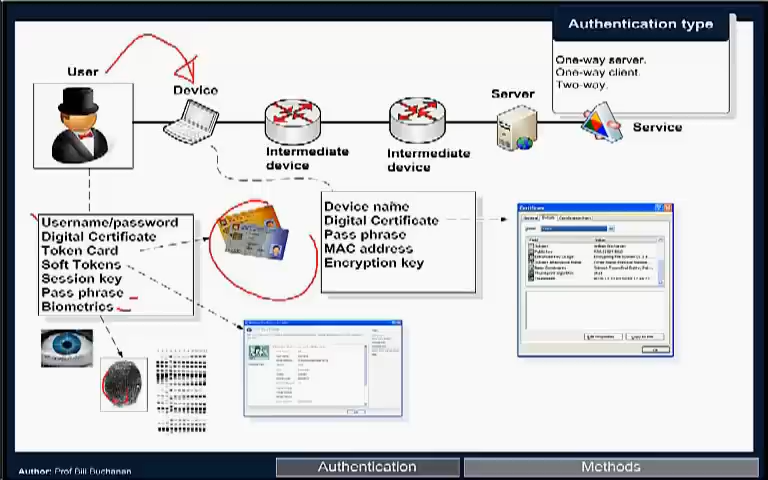 Authentication type
One-way server.
One-way client.
Two-way.
User
Device
Intermediate
device
Intermediate
device
Server
Service
Username/password
Digital Certificate
Token Card
Soft Tokens
Session key
Pass phrase
Biometrics
Device name
Digital Certificate
Pass phrase
MAC address
Encryption key
Certificate
Author: Prof Bill Buchanan
Authentication
Methods